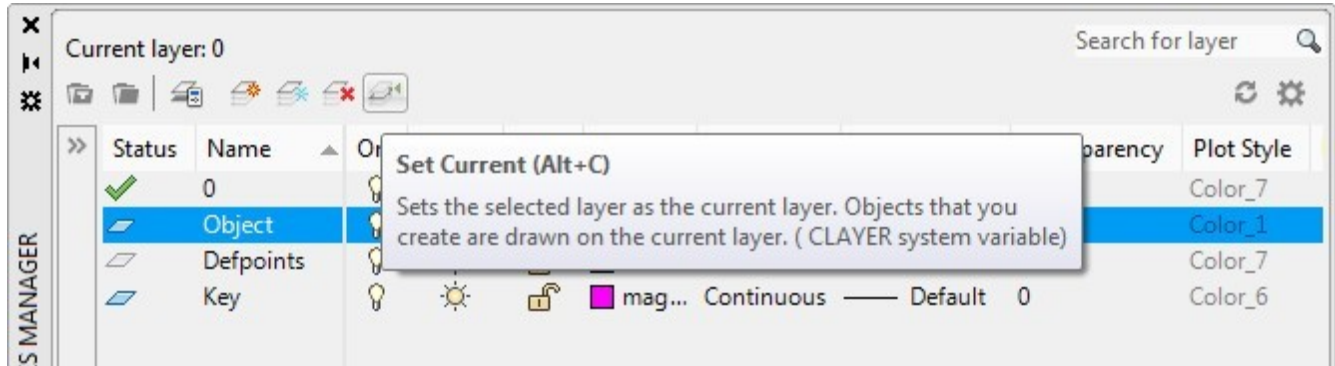 Current layer: 0
Search for layer
Status Name On parency Plot Style
Set Current (Alt+C)
Sets the selected layer as the current layer. Objects that you
create are drawn on the current layer. ( CLAYER system variable)
0 Color_7
Object Color_1
Defpoints Color_7
Key mag... Continuous Default 0 Color_6
S MANAGER